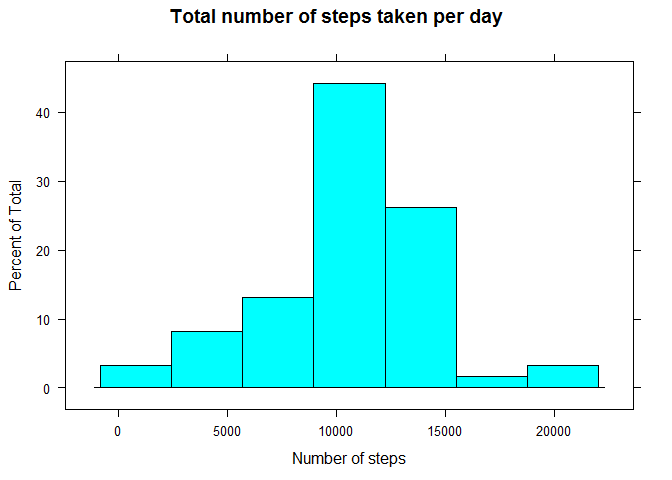 Total number of steps taken per day
Percent of Total
40
30
20
10
0
0 5000 10000 15000 20000
Number of steps